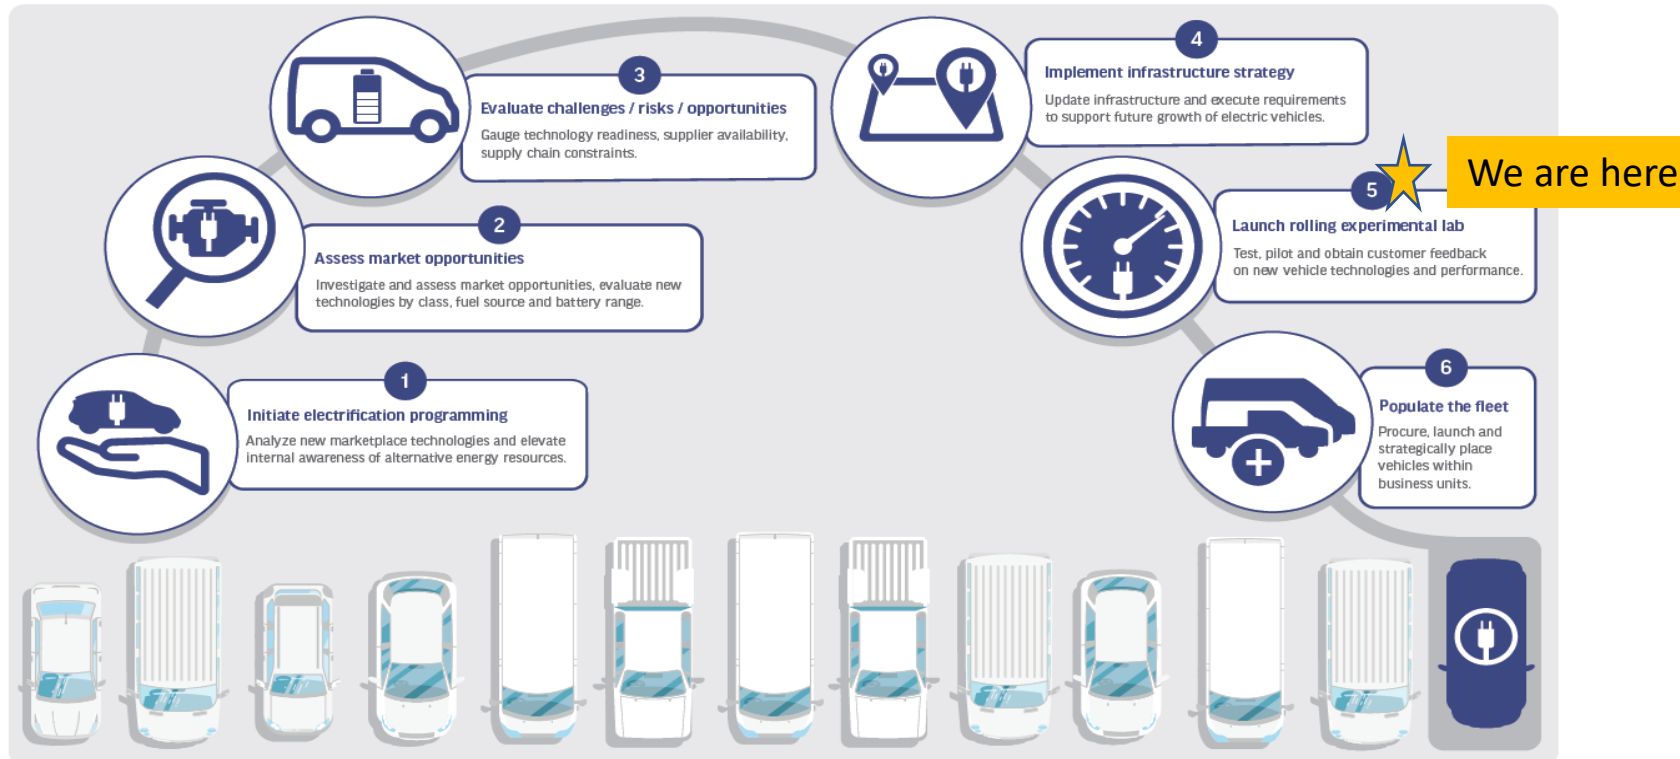 1
Initiate electrification programming
Analyze new marketplace technologies and elevate
internal awareness of alternative energy resources.
2
Assess market opportunities
Investigate and assess market opportunities, evaluate new
technologies by class, fuel source and battery range.
3
Evaluate challenges / risks / opportunities
Gauge technology readiness, supplier availability,
supply chain constraints.
4
Implement infrastructure strategy
Update infrastructure and execute requirements
to support future growth of electric vehicles.
We are here
5
Launch rolling experimental lab
Test, pilot and obtain customer feedback
on new vehicle technologies and performance.
6
Populate the fleet
Procure, launch and
strategically place
vehicles within
business units.